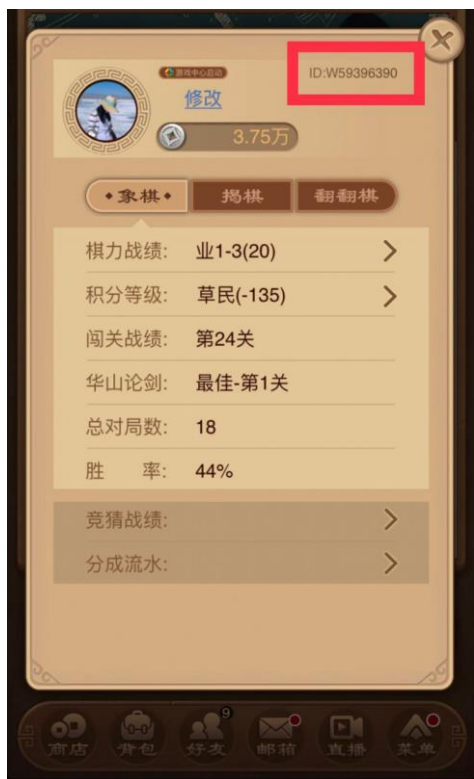 游戏中心启动
ID:W59396390
修改
3.75万
象棋
揭棋
翻翻棋
棋力战绩: 业1-3(20)
积分等级: 草民(-135)
闯关战绩: 第24关
华山论剑: 最佳-第1关
总对局数: 18
胜 率: 44%
竞猜战绩:
分成流水:
9
商店
背包
好友
邮箱
直播
菜单